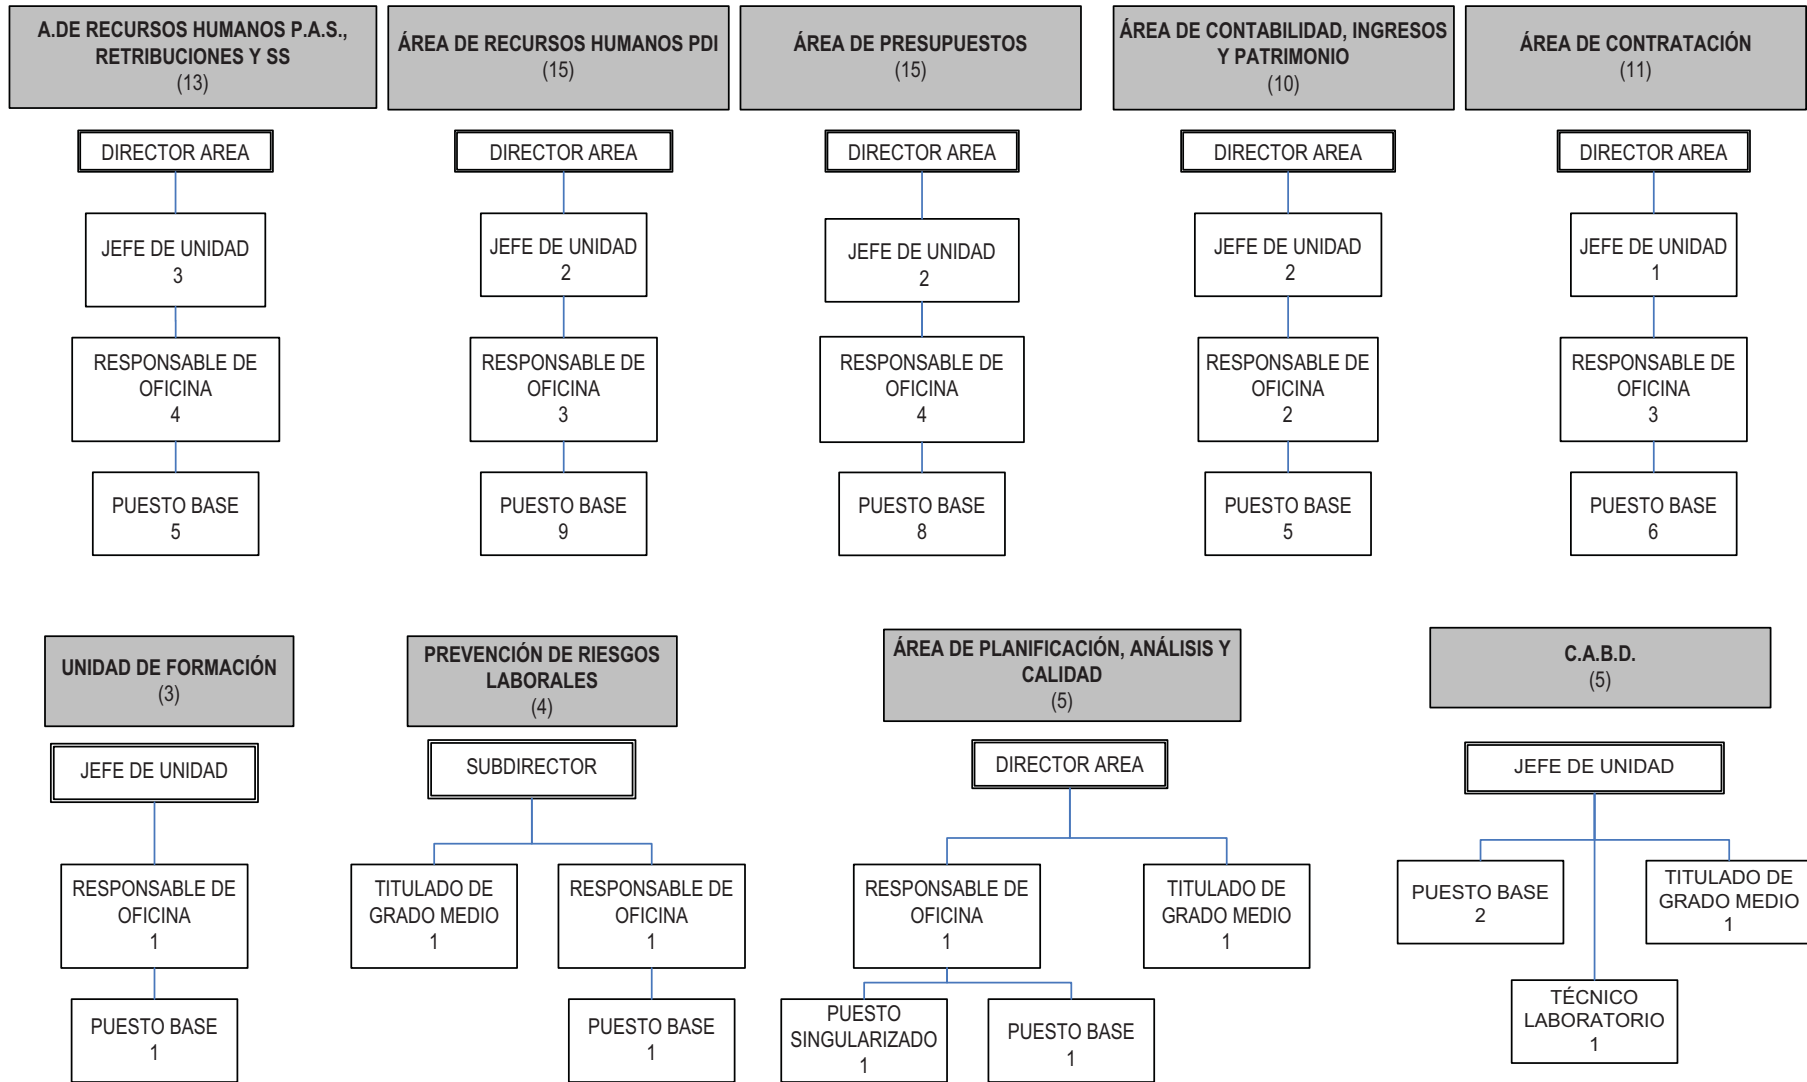 A.DE RECURSOS HUMANOS P.A.S.,
RETRIBUCIONES Y SS
(13)
ÁREA DE RECURSOS HUMANOS PDI
(15)
ÁREA DE PRESUPUESTOS
(15)
ÁREA DE CONTABILIDAD, INGRESOS
Y PATRIMONIO
(10)
ÁREA DE CONTRATACIÓN
(11)
DIRECTOR AREA
DIRECTOR AREA
DIRECTOR AREA
DIRECTOR AREA
DIRECTOR AREA
JEFE DE UNIDAD
3
JEFE DE UNIDAD
2
JEFE DE UNIDAD
2
JEFE DE UNIDAD
2
JEFE DE UNIDAD
1
RESPONSABLE DE
OFICINA
4
RESPONSABLE DE
OFICINA
3
RESPONSABLE DE
OFICINA
4
RESPONSABLE DE
OFICINA
2
RESPONSABLE DE
OFICINA
3
PUESTO BASE
5
PUESTO BASE
9
PUESTO BASE
8
PUESTO BASE
5
PUESTO BASE
6
UNIDAD DE FORMACIÓN
(3)
PREVENCIÓN DE RIESGOS
LABORALES
(4)
ÁREA DE PLANIFICACIÓN, ANÁLISIS Y
CALIDAD
(5)
C.A.B.D.
(5)
JEFE DE UNIDAD
SUBDIRECTOR
DIRECTOR AREA
JEFE DE UNIDAD
RESPONSABLE DE
OFICINA
1
TITULADO DE
GRADO MEDIO
1
RESPONSABLE DE
OFICINA
1
RESPONSABLE DE
OFICINA
1
TITULADO DE
GRADO MEDIO
1
PUESTO BASE
2
TITULADO DE
GRADO MEDIO
1
PUESTO BASE
1
PUESTO BASE
1
PUESTO
SINGULARIZADO
1
PUESTO BASE
1
TÉCNICO
LABORATORIO
1